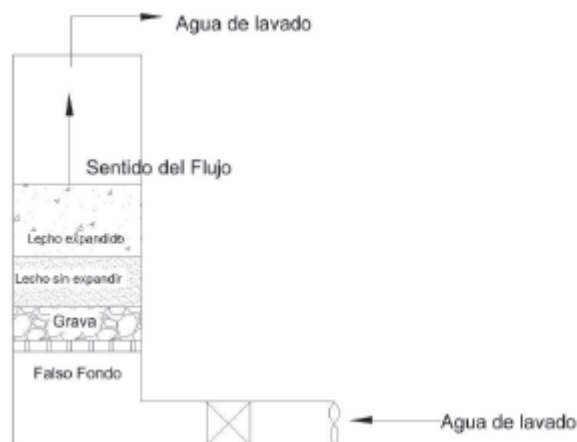 Agua de lavado
Sentido del Flujo
Lecho expandido
Lecho sin expandir
Grava
Falso Fondo
Agua de lavado